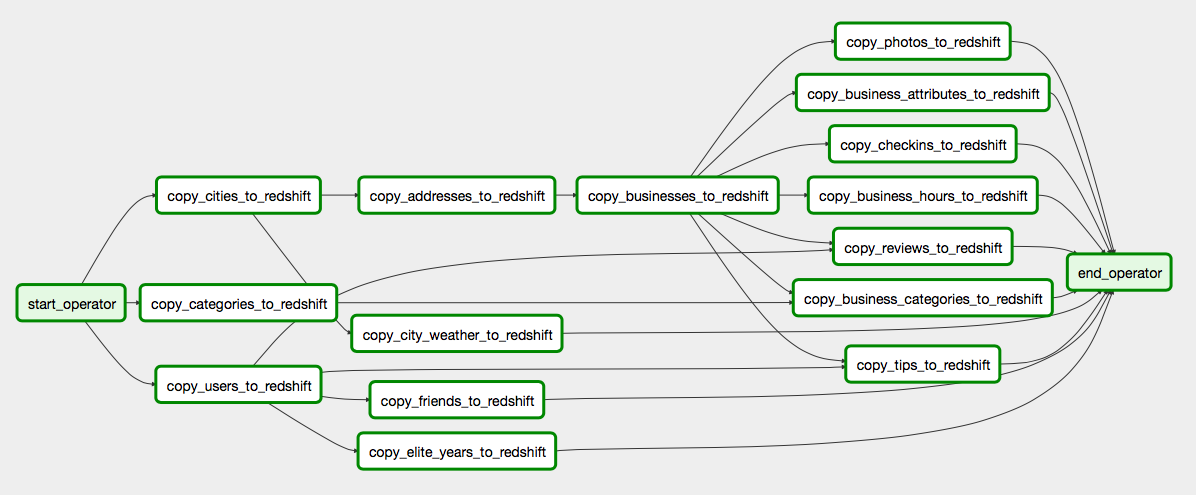 copy_photos_to_redshift
copy_business_attributes_to_redshift
copy_checkins_to_redshift
copy_cities_to_redshift
copy_addresses_to_redshift
copy_businesses_to_redshift
copy_business_hours_to_redshift
copy_reviews_to_redshift
end_operator
start_operator
copy_categories_to_redshift
copy_business_categories_to_redshift
copy_city_weather_to_redshift
copy_users_to_redshift
copy_tips_to_redshift
copy_friends_to_redshift
copy_elite_years_to_redshift